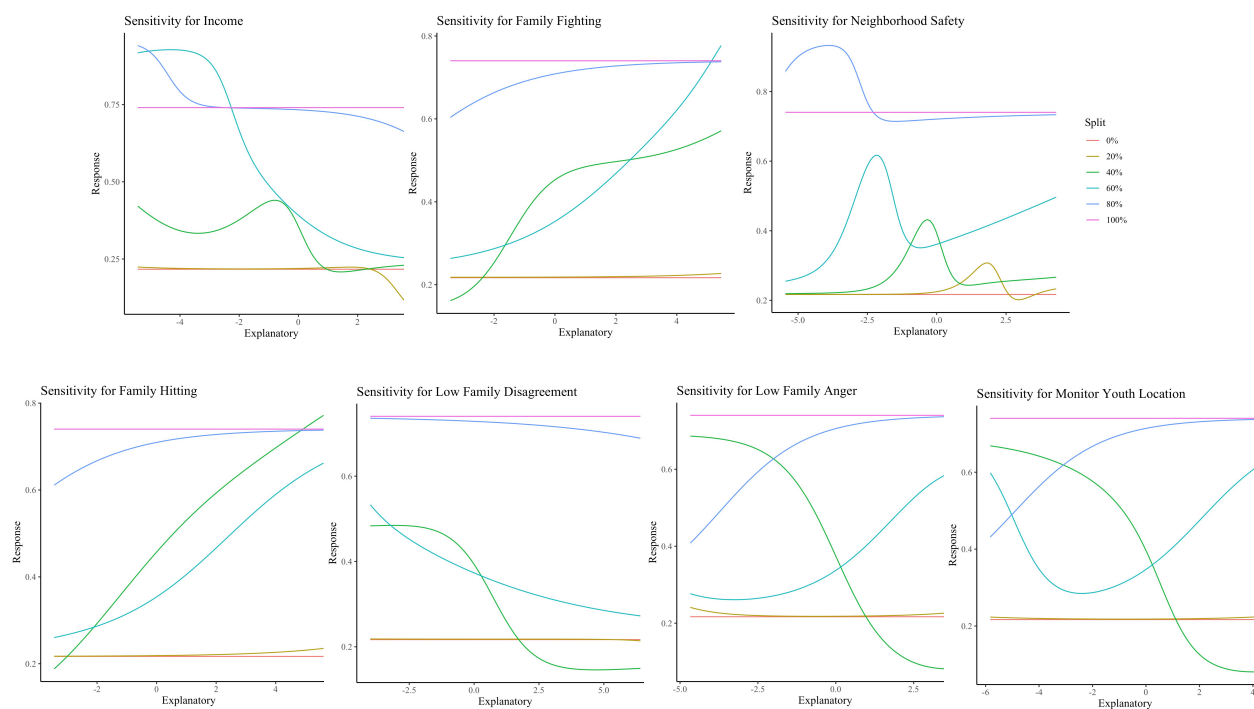 Sensitivity for Income
Response
0.75
0.50
0.25
-4
-2
0
2
Explanatory
Sensitivity for Family Fighting
Response
0.8
0.6
0.4
0.2
-2
0
2
4
Explanatory
Sensitivity for Neighborhood Safety
Response
0.8
0.6
0.4
0.2
-5.0
-2.5
0.0
2.5
Explanatory
Split
0%
20%
40%
60%
80%
100%
Sensitivity for Family Hitting
Response
0.8
0.6
0.4
0.2
-2
0
2
4
Explanatory
Sensitivity for Low Family Disagreement
Response
0.6
0.4
0.2
-2.5
0.0
2.5
5.0
Explanatory
Sensitivity for Low Family Anger
Response
0.6
0.4
0.2
-5.0
-2.5
0.0
2.5
Explanatory
Sensitivity for Monitor Youth Location
Response
0.6
0.4
0.2
-6
-4
-2
0
2
4
Explanatory